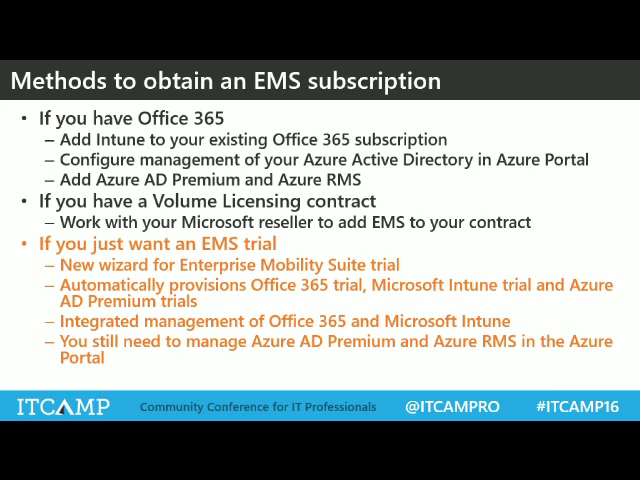 Methods to obtain an EMS subscription
• If you have Office 365
– Add Intune to your existing Office 365 subscription
– Configure management of your Azure Active Directory in Azure Portal
– Add Azure AD Premium and Azure RMS
• If you have a Volume Licensing contract
– Work with your Microsoft reseller to add EMS to your contract
• If you just want an EMS trial
– New wizard for Enterprise Mobility Suite trial
– Automatically provisions Office 365 trial, Microsoft Intune trial and Azure
AD Premium trials
– Integrated management of Office 365 and Microsoft Intune
– You still need to manage Azure AD Premium and Azure RMS in the Azure
Portal
ITCAMP Community Conference for IT Professionals @ITCAMPRO #ITCAMP16